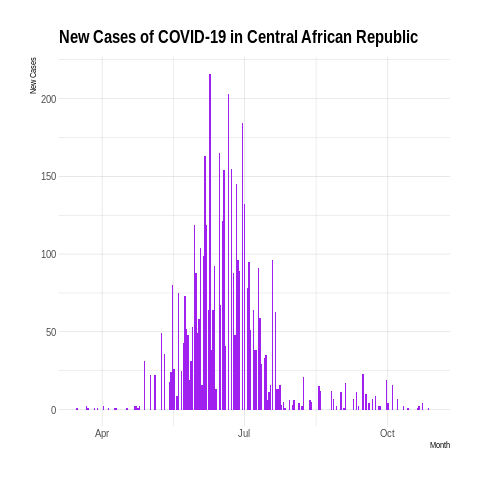 New Cases of COVID-19 in Central African Republic
New Cases
200
150
100
50
0
Apr
Jul
Oct
Month